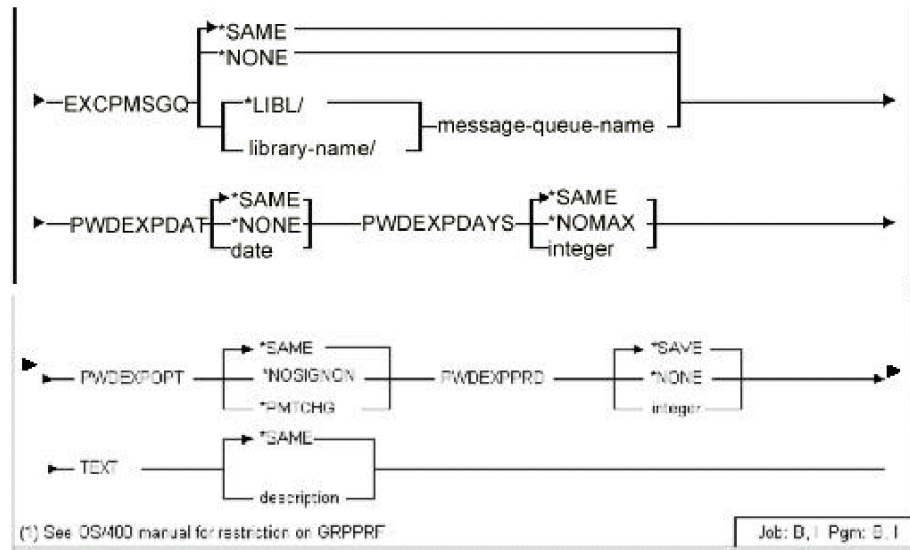 *SAME
*NONE
EXCPMSGQ
*LIBL/
message-queue-name
library-name/
*SAME
*SAME
PWDEXPDAT
*NONE
PWDEXPDAYS
*NOMAX
date
integer
*SAME
*SAME
PWDEXPOPT
*NOSIGNON
PWDEXPPRD
*NONE
*PMTCHG
integer
*SAME
TEXT
description
(1) See OS/400 manual for restriction on GRPPRF
Job: B, I Pgm: B, I